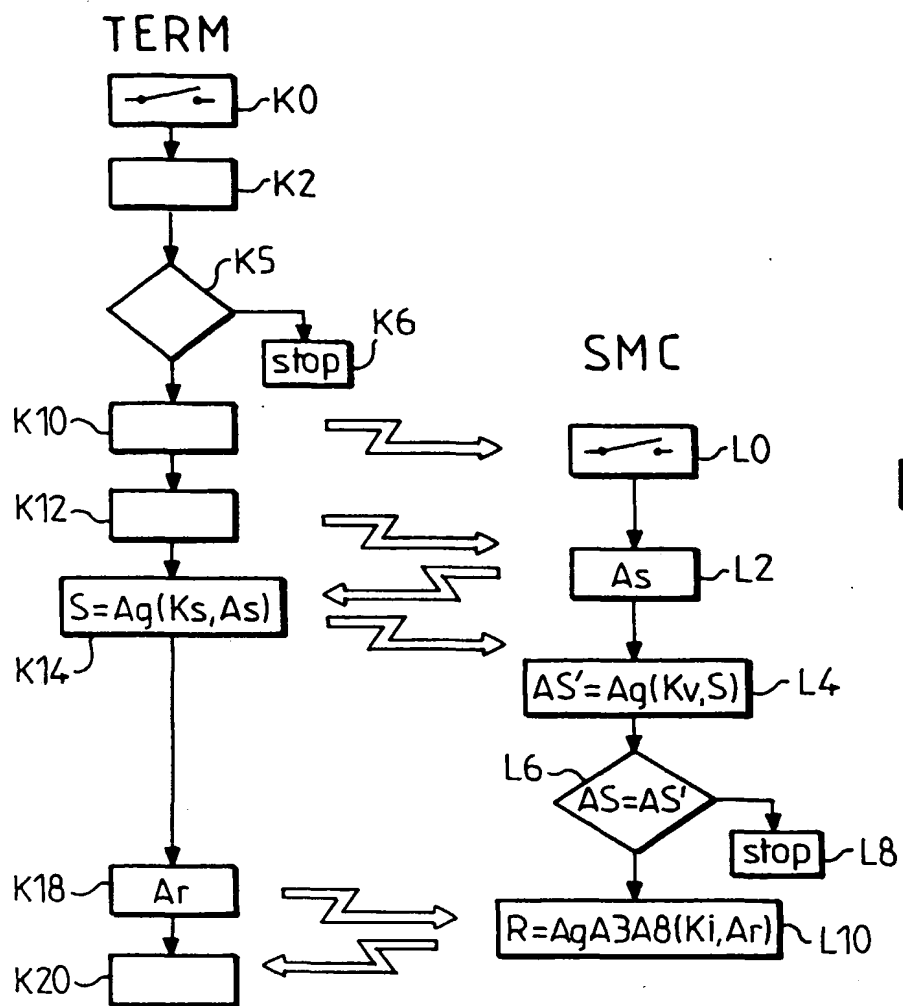 TERM
K0
K2
K5
K6
stop
SMC
K10
L0
K12
As
L2
S=Ag(Ks,As)
K14
AS'=Ag(Kv,S)
L4
L6
AS=AS'
stop
L8
K18
Ar
R=AgA3A8(Ki,Ar)
L10
K20